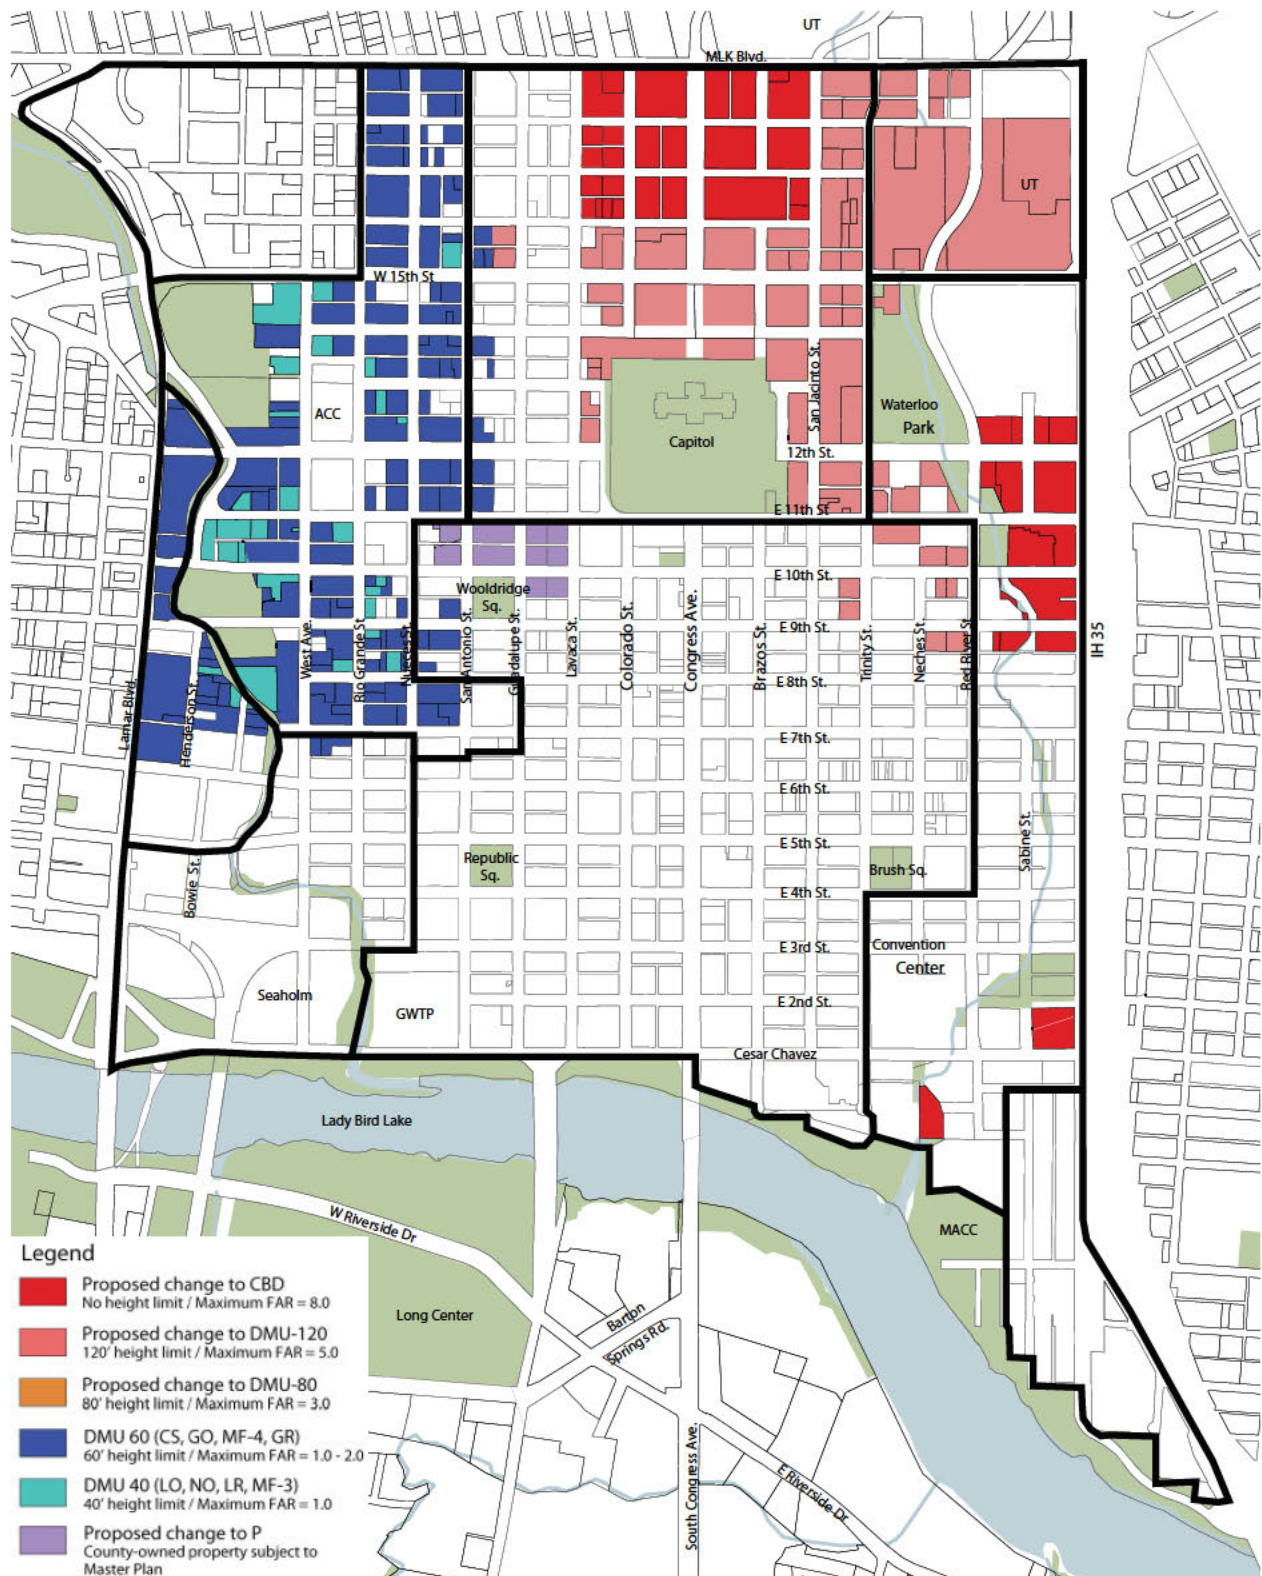 UT
MLK Blvd.
UT
W 15th St
San Jacinto St.
ACC
Waterloo
Park
Capitol
12th St.
E 11th St
E 10th St.
Wooldridge
Sq.
E 9th St.
West Ave.
Rio Grande St
Nueces St.
San Antonio St.
Guadalupe St.
Lavaca St.
Colorado St.
Congress Ave.
Brazos St.
Trinity St.
Neches St.
Red River St
IH 35
E 8th St.
Lamar Blvd.
Henderson St.
E 7th St.
E 6th St.
E 5th St.
Sabine St.
Republic
Sq.
Brush Sq.
Bowie St.
E 4th St.
E 3rd St.
Convention
Center
Seaholm
GWTP
E 2nd St.
Cesar Chavez
Lady Bird Lake
W Riverside Dr
MACC
Long Center
Barton
Springs Rd.
South Congress Ave.
E Riverside Dr
Legend
Proposed change to CBD
No height limit / Maximum FAR = 8.0
Proposed change to DMU-120
120' height limit / Maximum FAR = 5.0
Proposed change to DMU-80
80' height limit / Maximum FAR = 3.0
DMU 60 (CS, GO, MF-4, GR)
60' height limit / Maximum FAR = 1.0 - 2.0
DMU 40 (LO, NO, LR, MF-3)
40' height limit / Maximum FAR = 1.0
Proposed change to P
County-owned property subject to
Master Plan